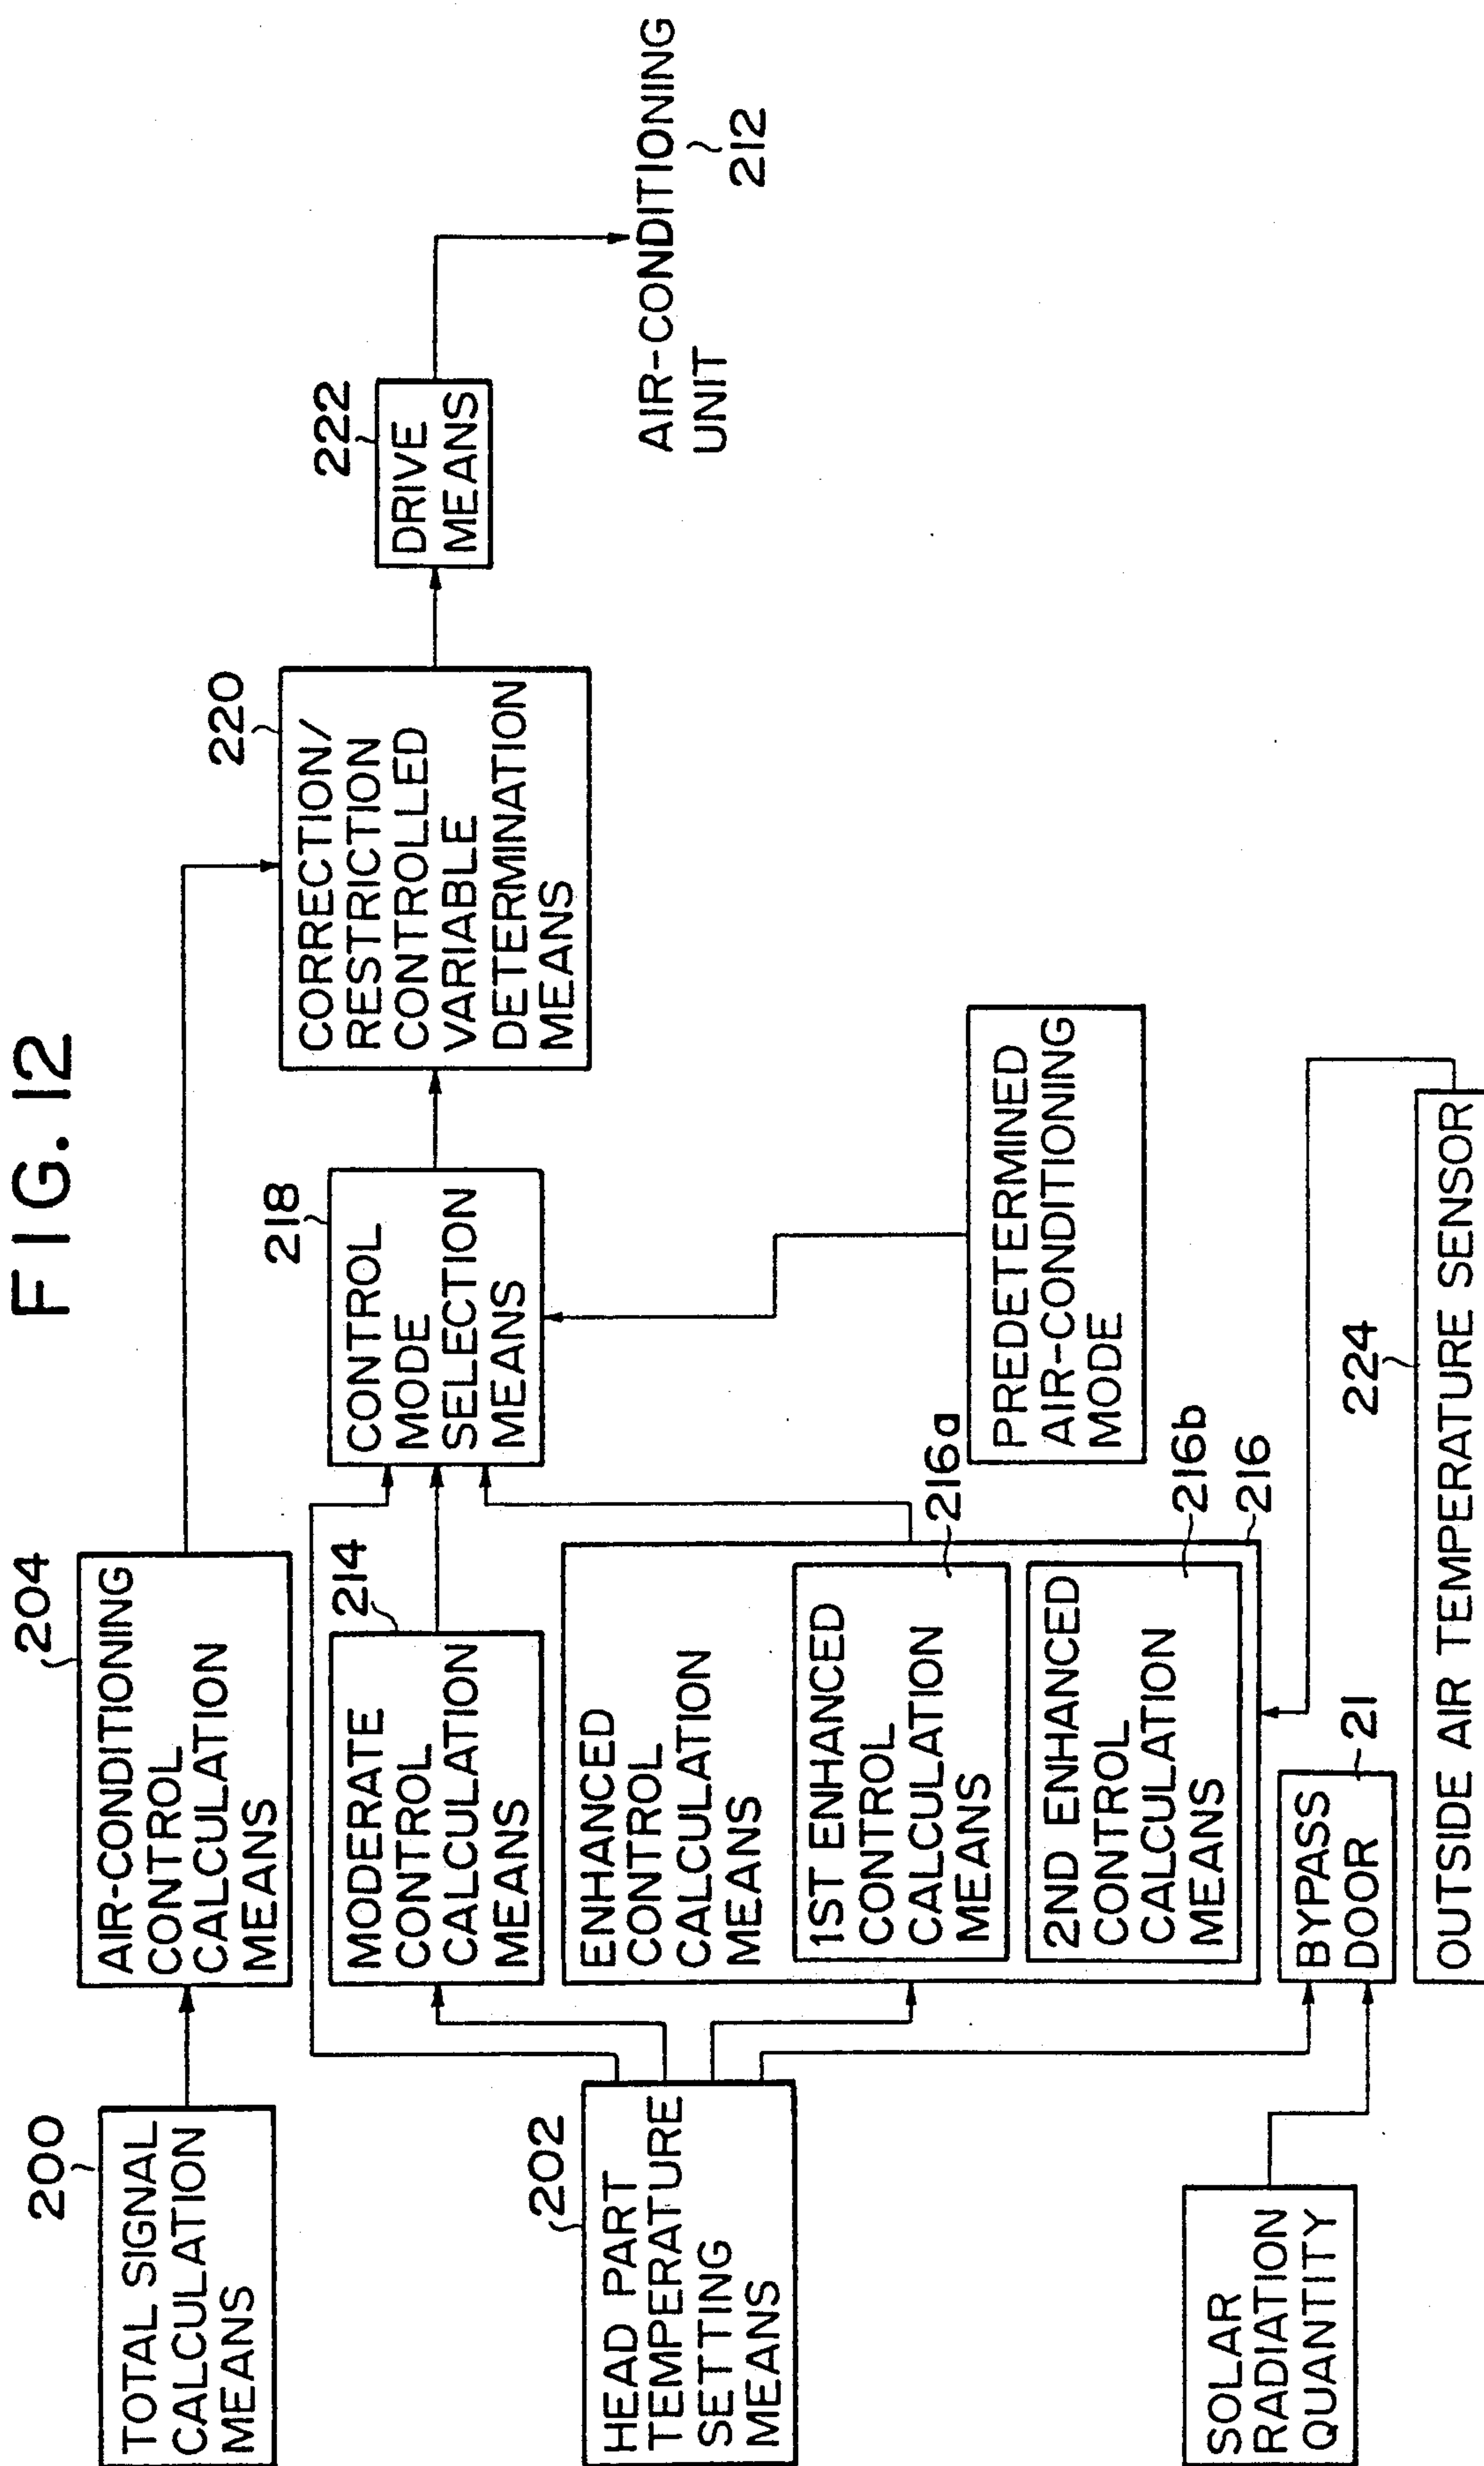 FIG. 12
200
TOTAL SIGNAL
CALCULATION
MEANS
204
AIR-CONDITIONING
CONTROL
CALCULATION
MEANS
202
HEAD PART
TEMPERATURE
SETTING
MEANS
214
MODERATE
CONTROL
CALCULATION
MEANS
ENHANCED
CONTROL
CALCULATION
MEANS
216a
1ST ENHANCED
CONTROL
CALCULATION
MEANS
216b
2ND ENHANCED
CONTROL
CALCULATION
MEANS
216
218
CONTROL
MODE
SELECTION
MEANS
220
CORRECTION/
RESTRICTION
CONTROLLED
VARIABLE
DETERMINATION
MEANS
222
DRIVE
MEANS
AIR-CONDITIONING
UNIT
212
PREDETERMINED
AIR-CONDITIONING
MODE
SOLAR
RADIATION
QUANTITY
BYPASS
DOOR
21
224
OUTSIDE AIR TEMPERATURE SENSOR